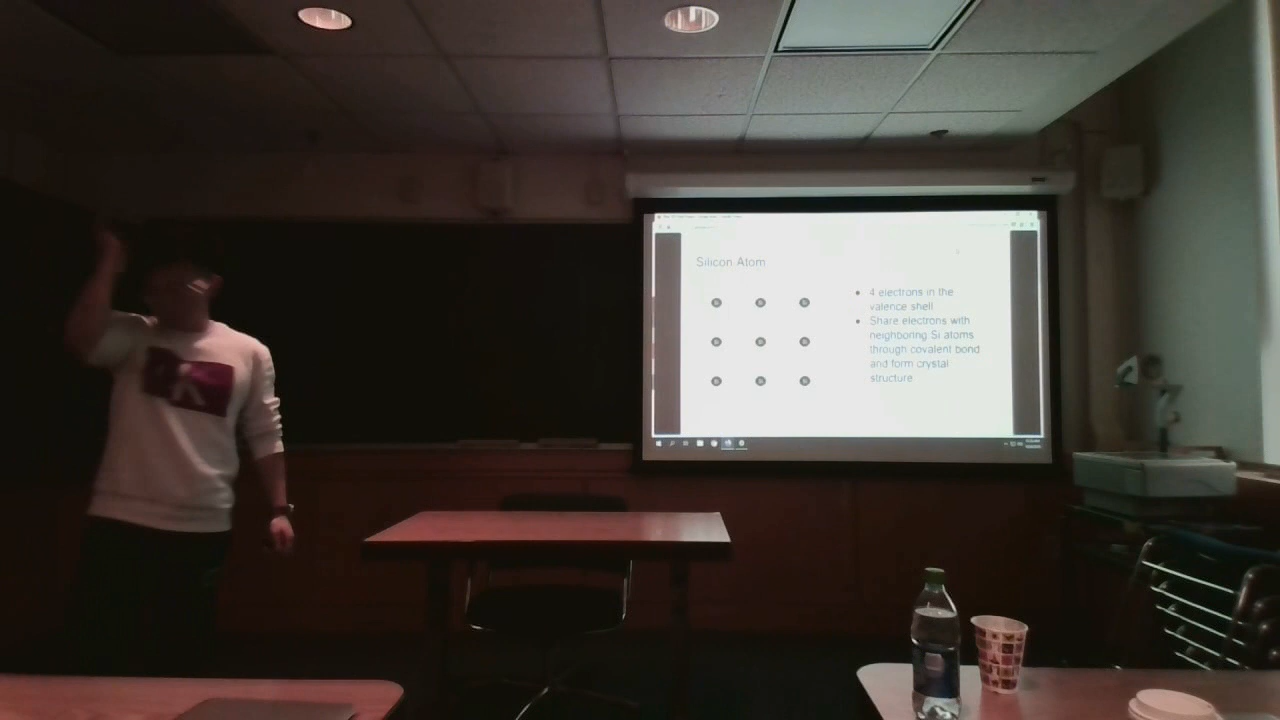 Silicon Atom
4 electrons in the
valence shell
Share electrons with
neighboring Si atoms
through covalent bond
and form crystal
structure